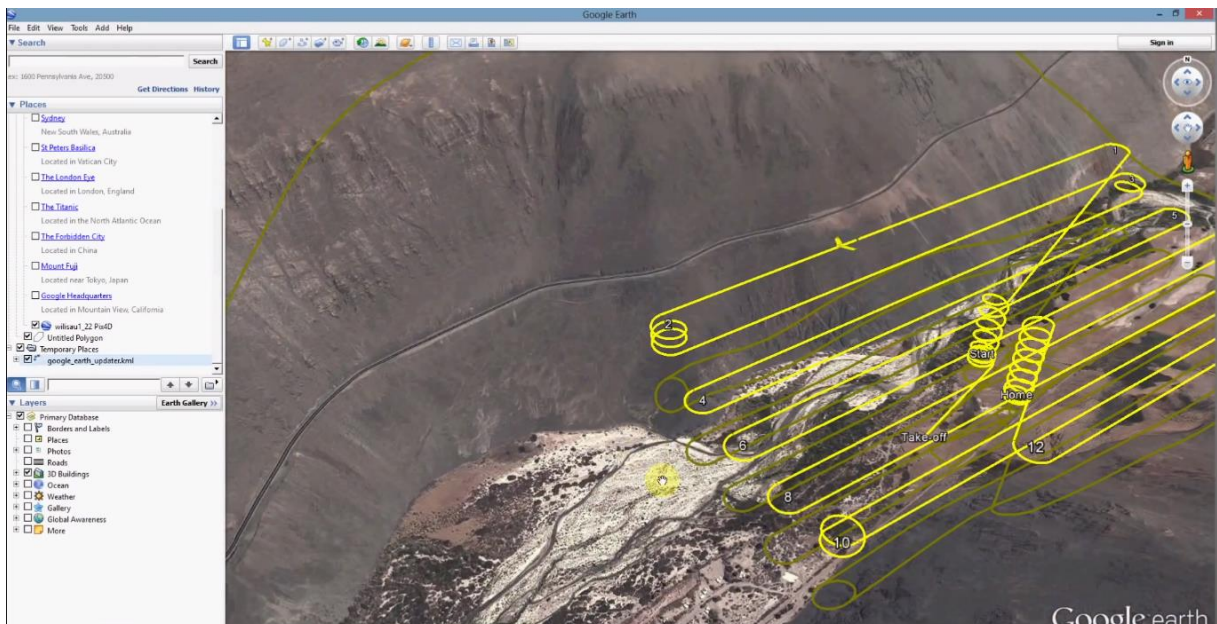 Google Earth
File Edit View Tools Add Help
▼ Search
Search
ex: 1600 Pennsylvania Ave, 20500
Get Directions History
▼ Places
Sydney
New South Wales, Australia
St Peters Basilica
Located in Vatican City
The London Eye
Located in London, England
The Titanic
Located in the North Atlantic Ocean
The Forbidden City
Located in China
Mount Fuji
Located near Tokyo, Japan
Google Headquarters
Located in Mountain View, California
wilisau1_22 Pix4D
Untitled Polygon
Temporary Places
google_earth_updater.kml
▼ Layers
Earth Gallery >>
Primary Database
Borders and Labels
Places
Photos
Roads
3D Buildings
Ocean
Weather
Gallery
Global Awareness
More
Sign in
N
1
3
5
2
Start
4
Home
Take-off
6
12
8
10
Google earth